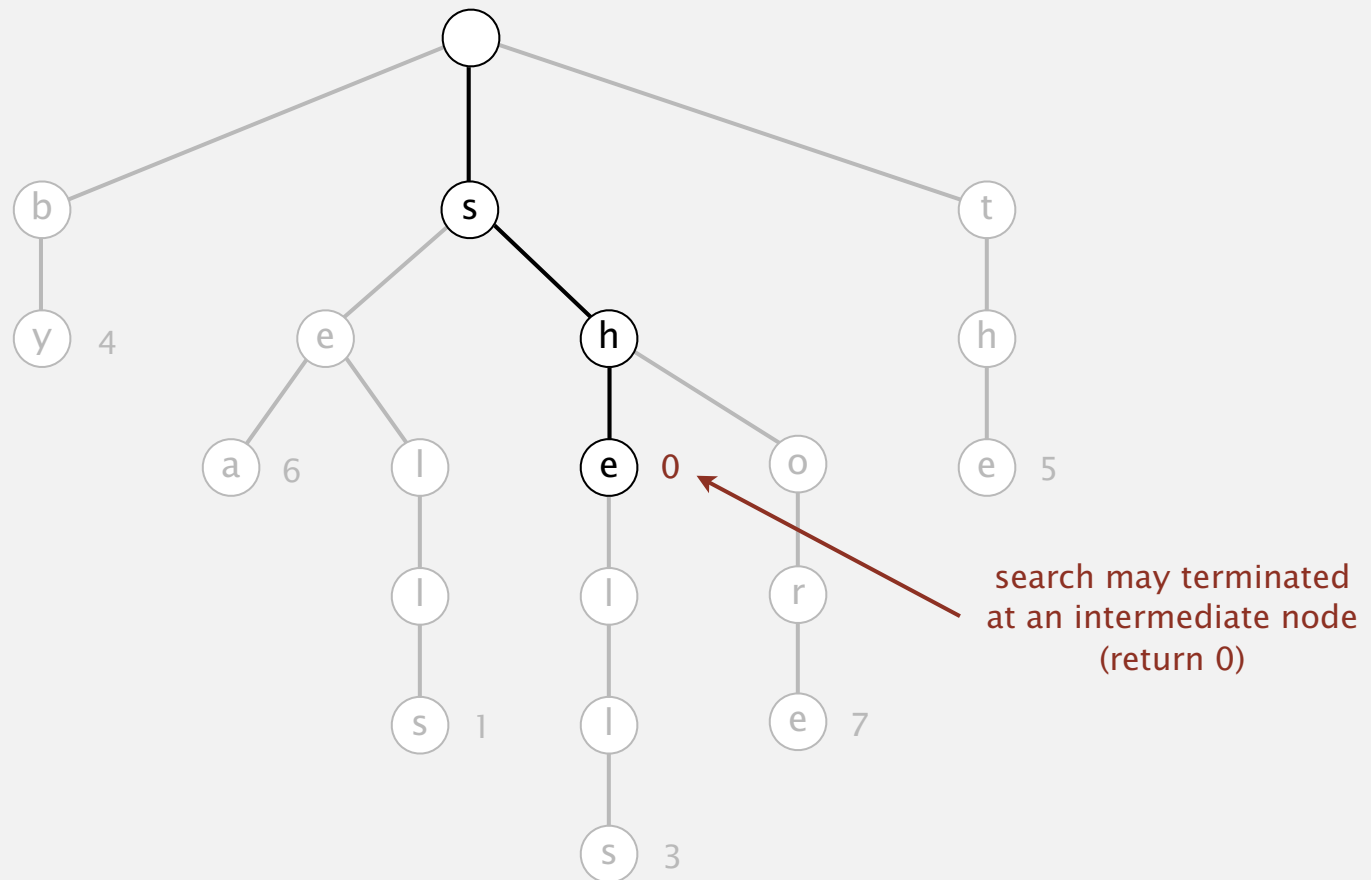 b
s
t
y 4
e
h
h
a 6
l
e 0
o
e 5
l
l
r
search may terminated
at an intermediate node
(return 0)
s 1
l
e 7
s 3